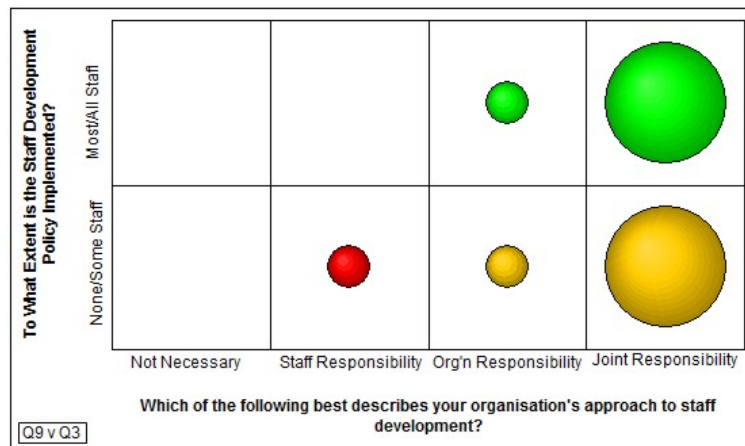 To What Extent is the Staff Development
Policy Implemented?
Most/All Staff
None/Some Staff
Not Necessary
Staff Responsibility
Org'n Responsibility
Joint Responsibility
Which of the following best describes your organisation's approach to staff
development?
Q9 v Q3